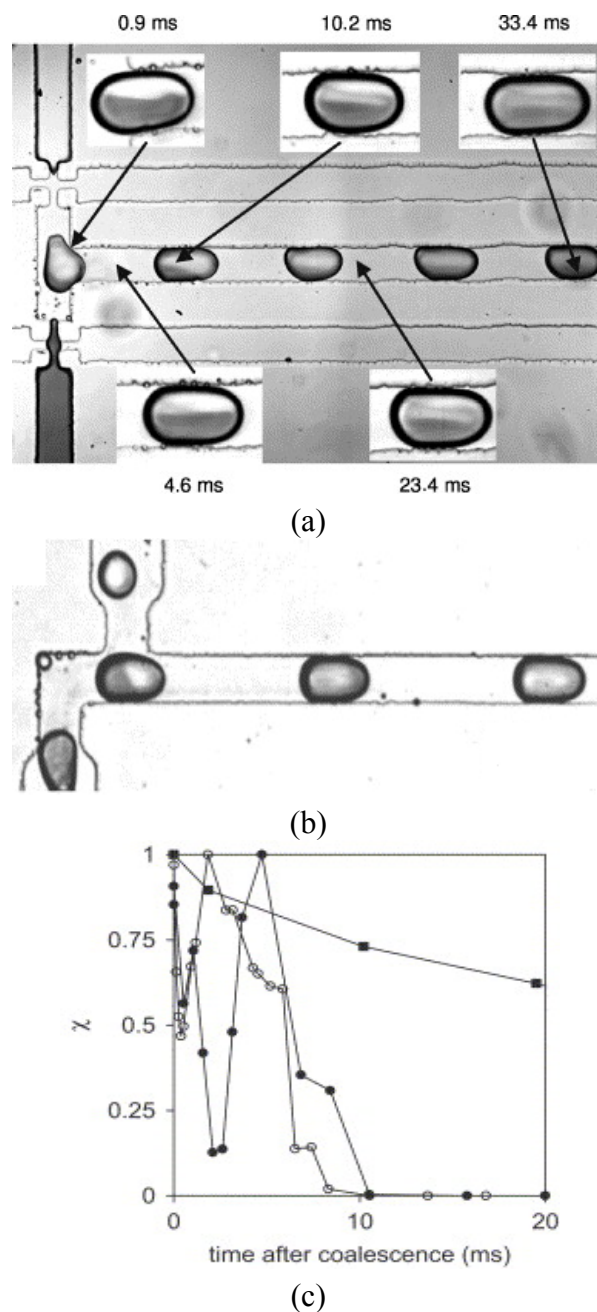 0.9 ms 10.2 ms 33.4 ms
4.6 ms 23.4 ms
(a)
(b)
1
0.75
0.5
0.25
0
χ
0 10 20
time after coalescence (ms)
(c)